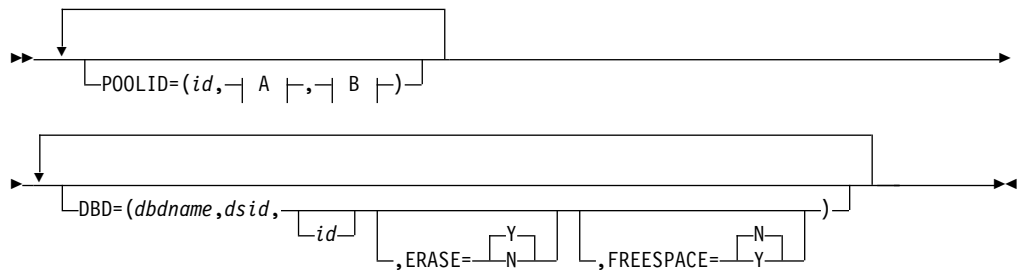 POOLID=(id, A , B )
DBD=(dbdname,dsid, )
id
Y
,ERASE= N
N
,FREESPACE= Y